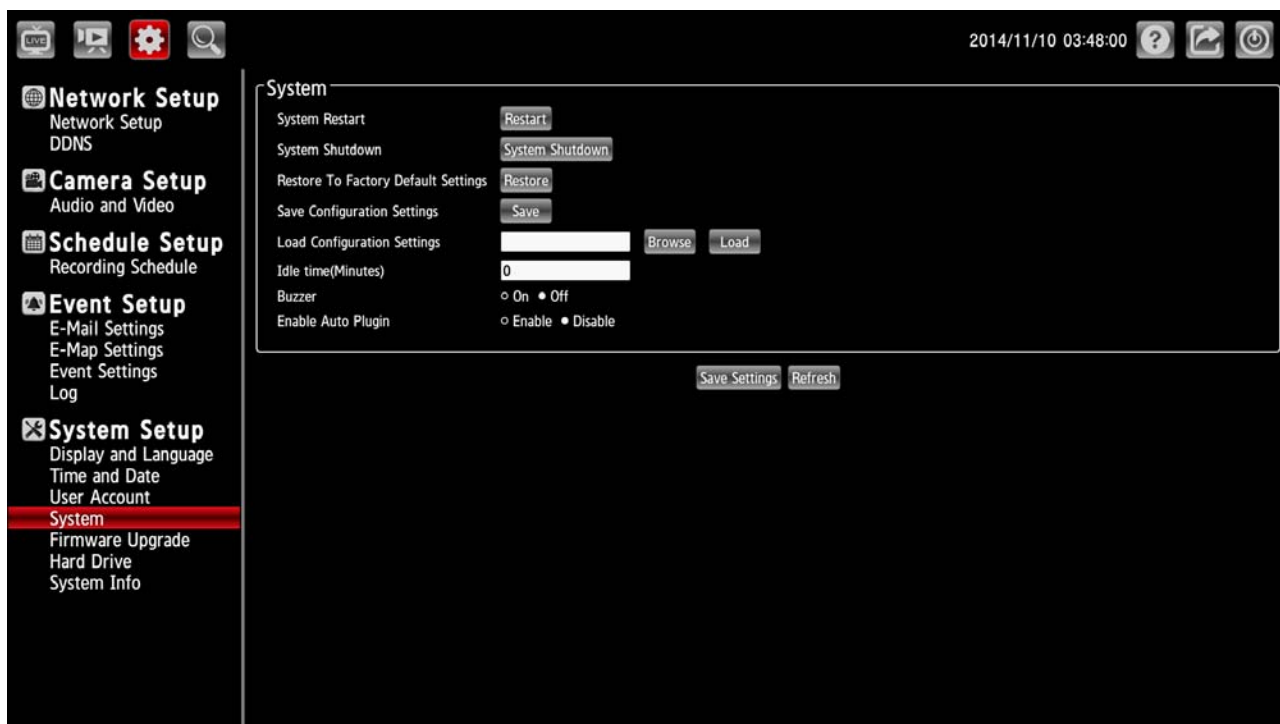 LIVE
2014/11/10 03:48:00 ?
Network Setup
Network Setup
DDNS
Camera Setup
Audio and Video
Schedule Setup
Recording Schedule
Event Setup
E-Mail Settings
E-Map Settings
Event Settings
Log
System Setup
Display and Language
Time and Date
User Account
System
Firmware Upgrade
Hard Drive
System Info
System
System Restart Restart
System Shutdown System Shutdown
Restore To Factory Default Settings Restore
Save Configuration Settings Save
Load Configuration Settings Browse Load
Idle time(Minutes) 0
Buzzer On Off
Enable Auto Plugin Enable Disable
Save Settings Refresh